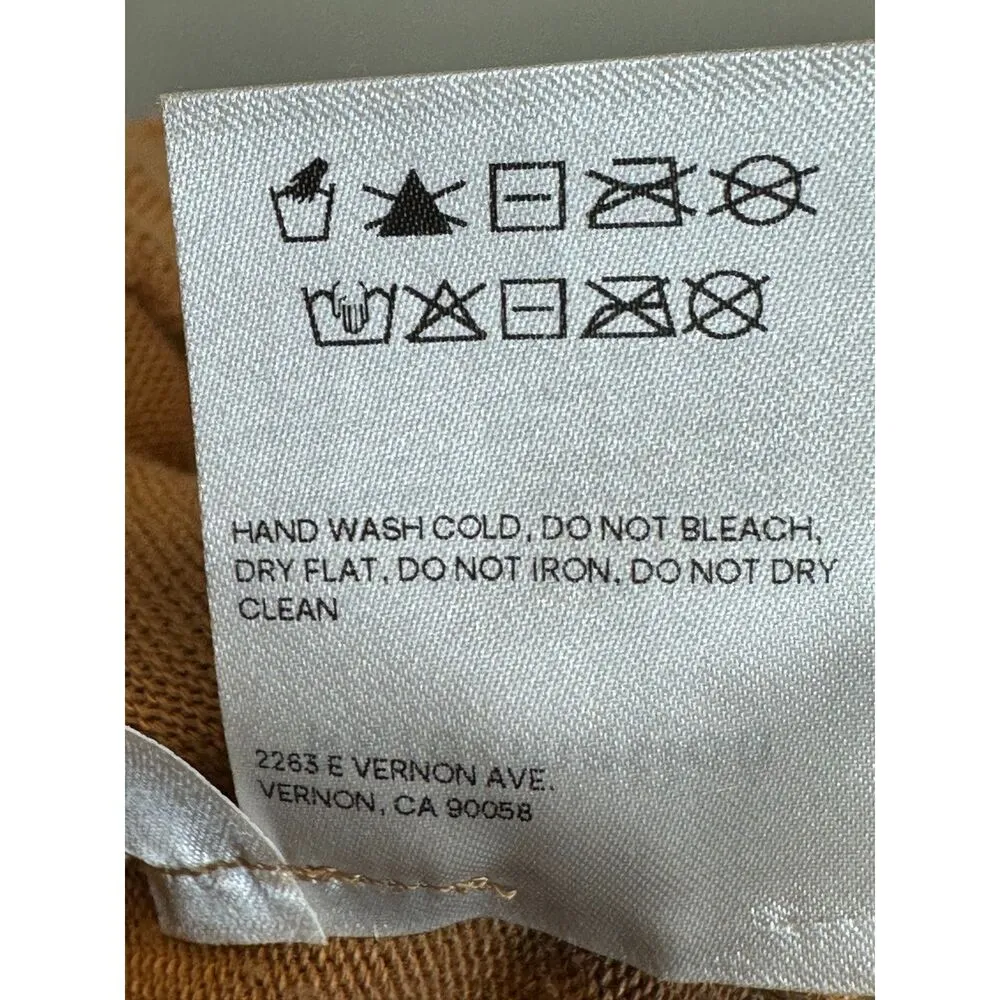 HAND WASH COLD, DO NOT BLEACH,
DRY FLAT, DO NOT IRON, DO NOT DRY
CLEAN
2263 E VERNON AVE.
VERNON, CA 90058